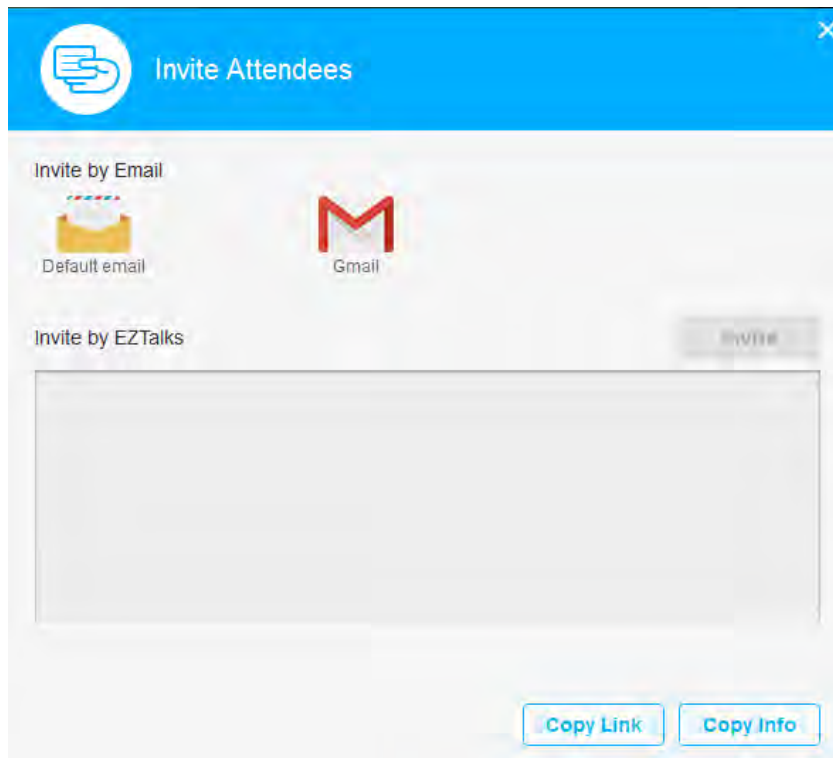 Invite Attendees
Invite by Email
Default email
Gmail
Invite by EZTalks
Invite
Copy Link
Copy Info